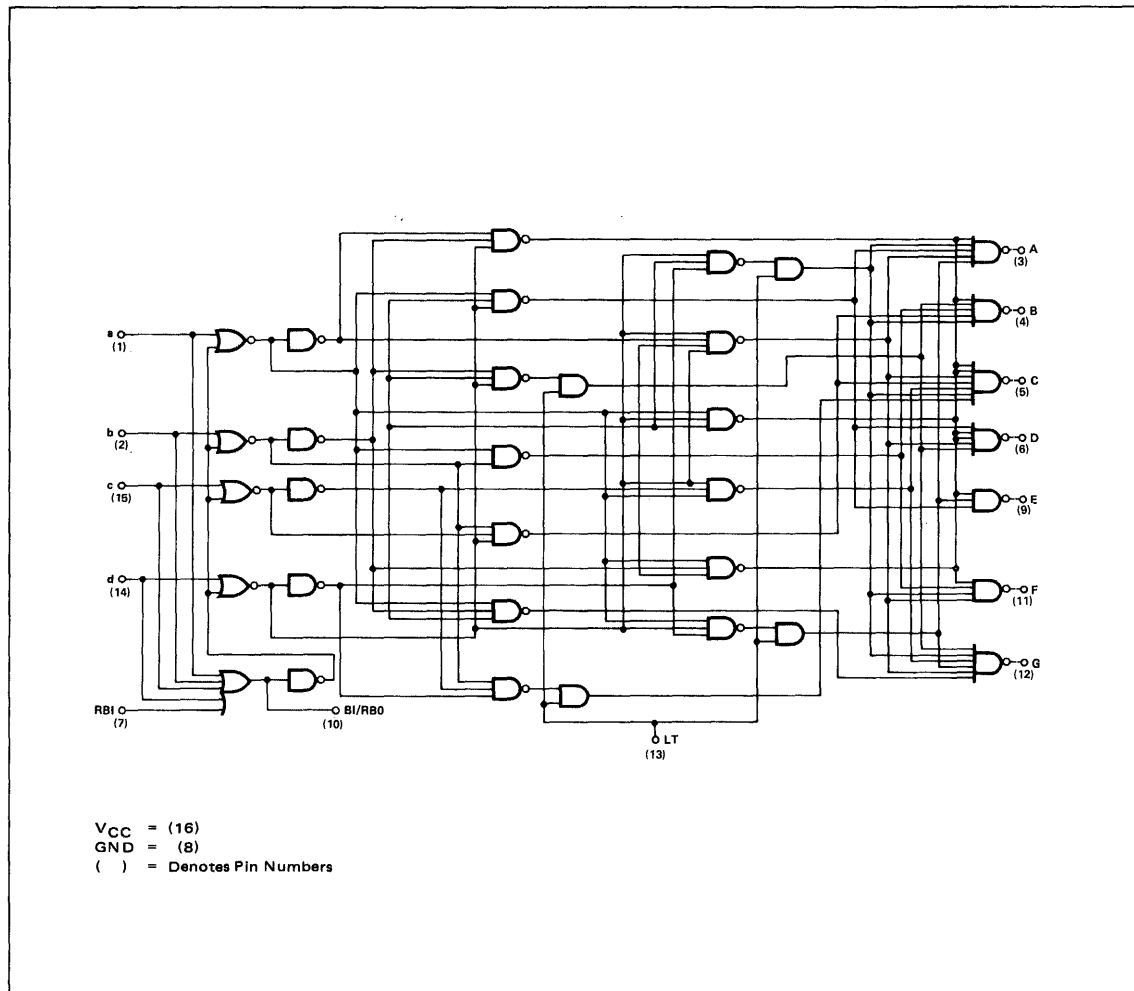 A
(3)
B
(4)
a
(1)
C
(5)
b
(2)
D
(6)
c
(15)
E
(9)
d
(14)
F
(11)
G
(12)
RBI
(7)
BI/RBO
(10)
LT
(13)
VCC = (16)
GND = (8)
( ) = Denotes Pin Numbers